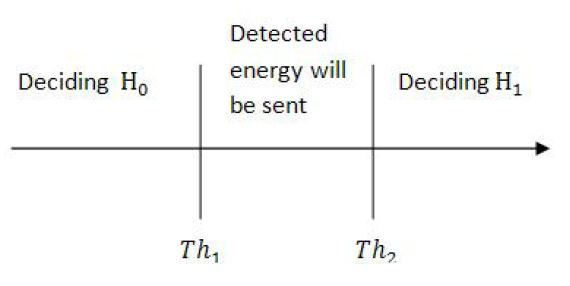 Detected
energy will
be sent
Deciding H₀
Deciding H₁
Th₁
Th₂